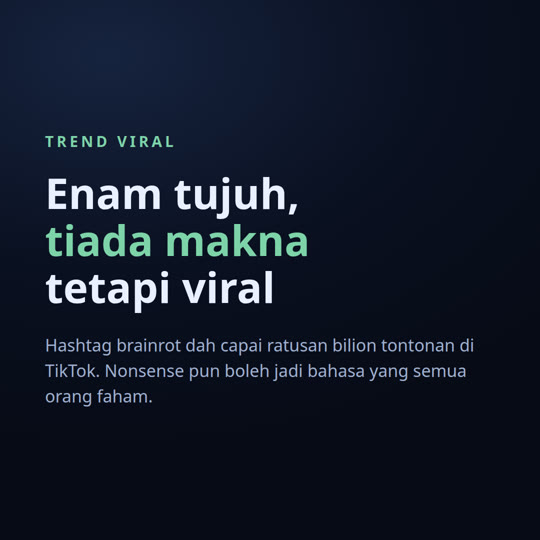 TREND VIRAL
Enam tujuh,
tiada makna
tetapi viral
Hashtag brainrot dah capai ratusan bilion tontonan di
TikTok. Nonsense pun boleh jadi bahasa yang semua
orang faham.